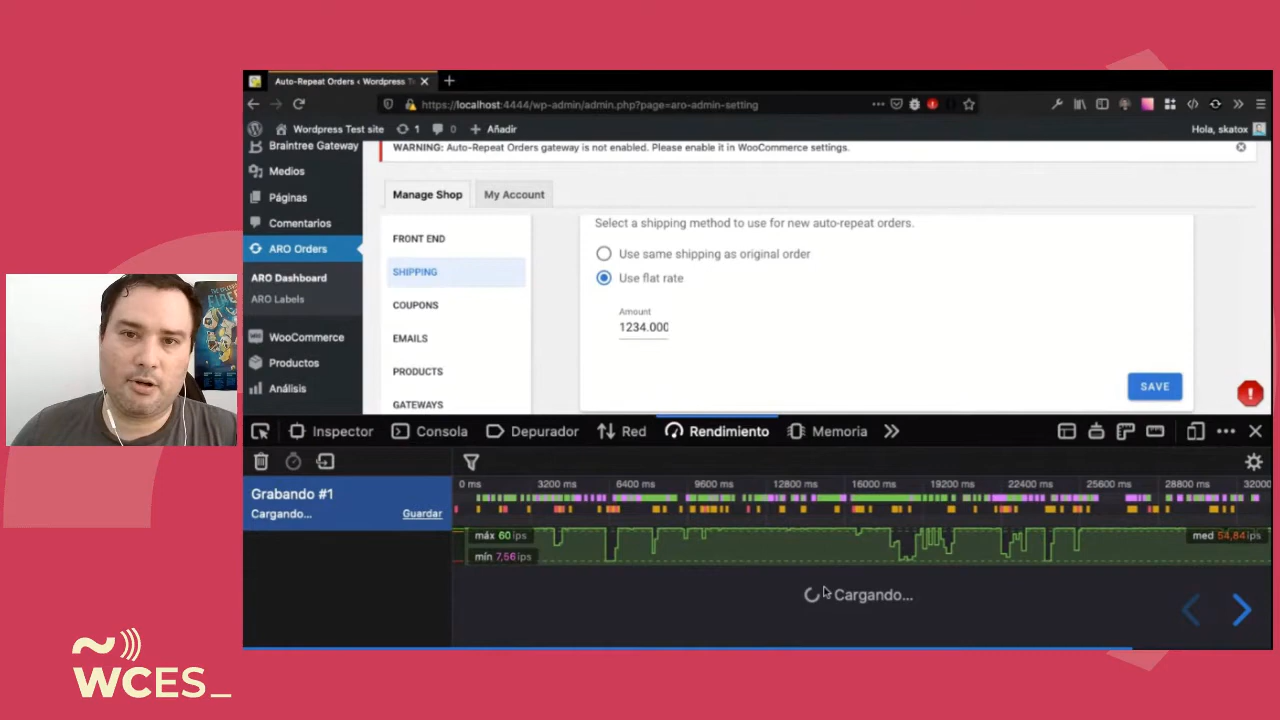 Auto-Repeat Orders ‹ Wordpress
https://localhost:4444/wp-admin/admin.php?page=aro-admin-setting
Wordpress Test site 1 0 Añadir Hola, skatox
Braintree Gateway
Medios
Páginas
Comentarios
ARO Orders
ARO Dashboard
ARO Labels
WooCommerce
Productos
Análisis
WARNING: Auto-Repeat Orders gateway is not enabled. Please enable it in WooCommerce settings.
Manage Shop My Account
FRONT END
SHIPPING
COUPONS
EMAILS
PRODUCTS
GATEWAYS
Select a shipping method to use for new auto-repeat orders.
Use same shipping as original order
Use flat rate
Amount
1234.000
SAVE
Inspector Consola Depurador Red Rendimiento Memoria
Grabando #1
Cargando... Guardar
0 ms 3200 ms 6400 ms 9600 ms 12800 ms 16000 ms 19200 ms 22400 ms 25600 ms 28800 ms 32000
máx 60 ips med 54,84 ips
mín 7,56 ips
Cargando...
WCES_